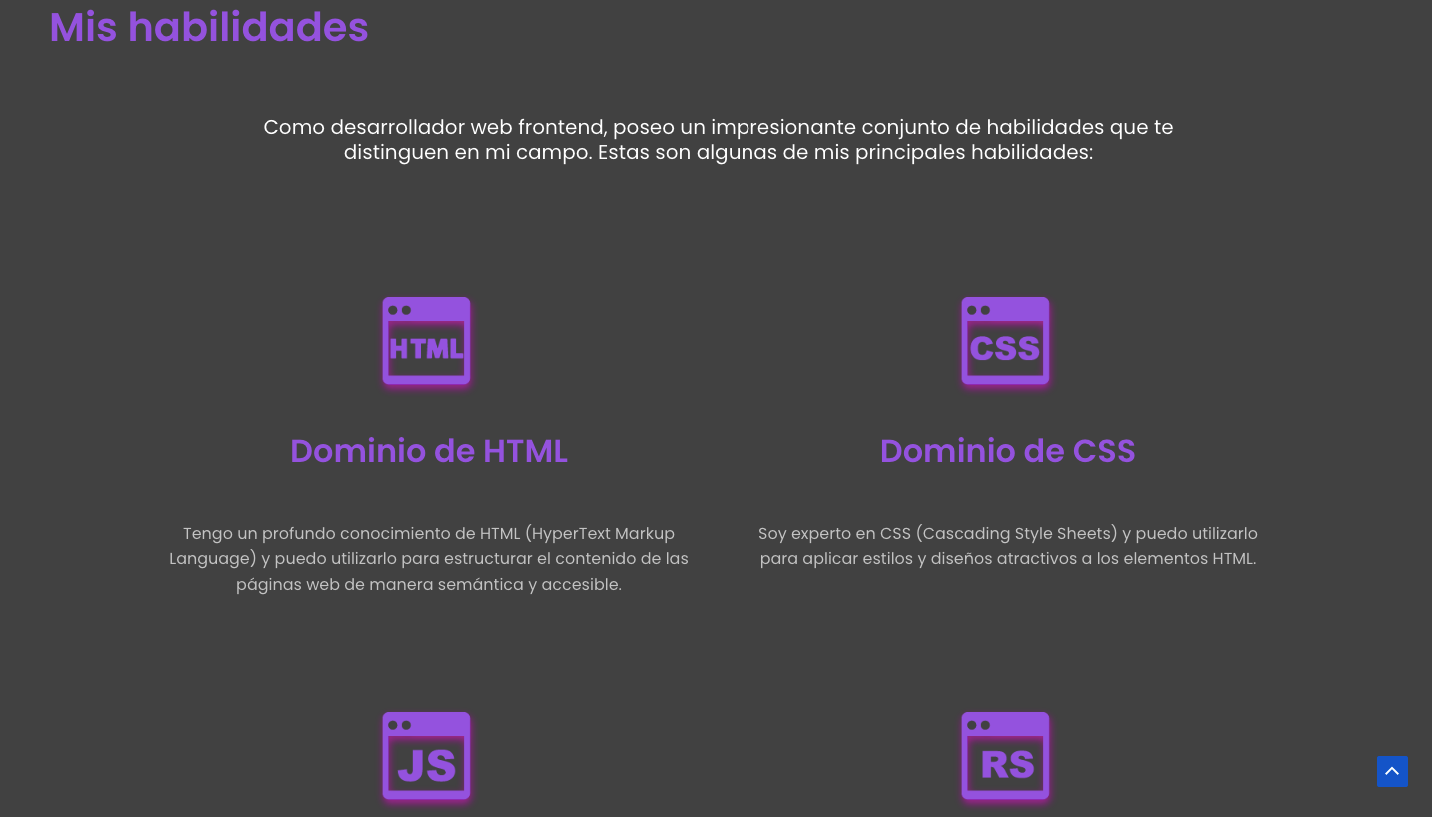 Mis habilidades
Como desarrollador web frontend, poseo un impresionante conjunto de habilidades que te
distinguen en mi campo. Estas son algunas de mis principales habilidades:
HTML
CSS
Dominio de HTML
Dominio de CSS
Tengo un profundo conocimiento de HTML (HyperText Markup
Language) y puedo utilizarlo para estructurar el contenido de las
páginas web de manera semántica y accesible.
Soy experto en CSS (Cascading Style Sheets) y puedo utilizarlo
para aplicar estilos y diseños atractivos a los elementos HTML.
JS
RS